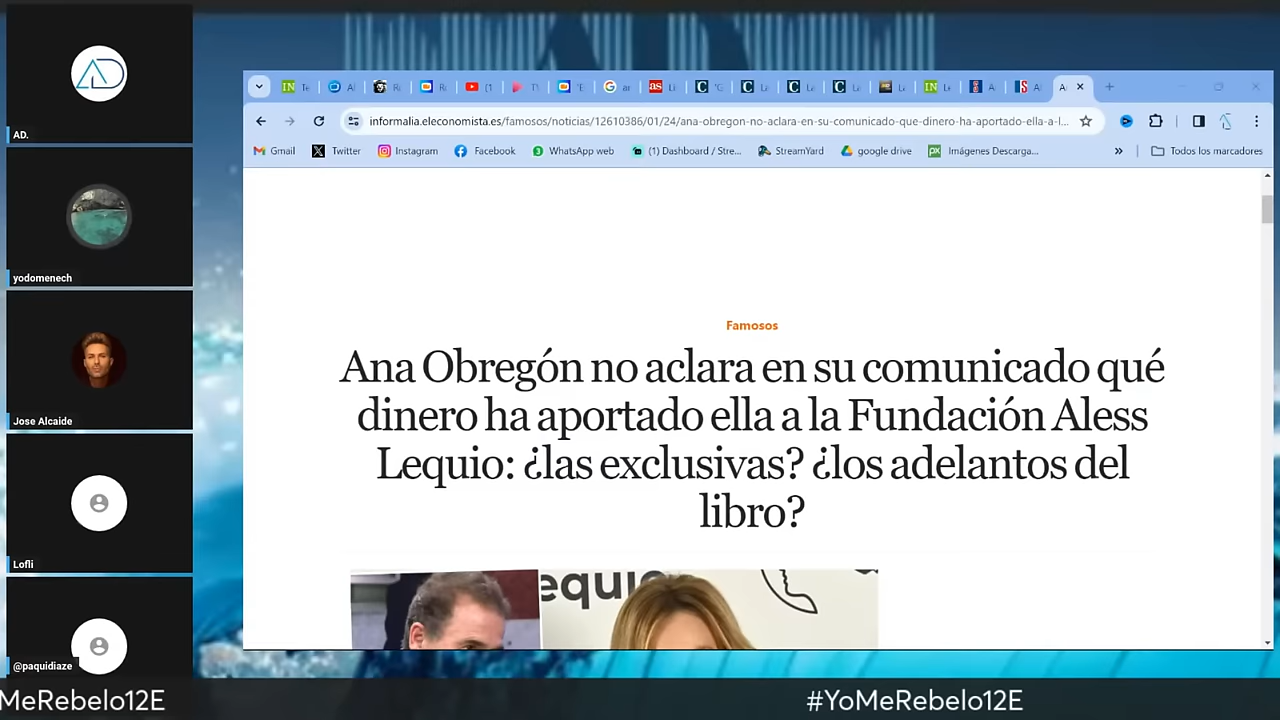 AD.
yodomenech
Jose Alcaide
Lofli
@paquidiaze
informalia.eleconomista.es/famosos/noticias/12610386/01/24/ana-obregon-no-aclara-en-su-comunicado-que-dinero-ha-aportado-ella-a-l...
Gmail
Twitter
Instagram
Facebook
WhatsApp web
(1) Dashboard / Stre...
StreamYard
google drive
Imágenes Descarga...
»
Todos los marcadores
Famosos
Ana Obregón no aclara en su comunicado qué
dinero ha aportado ella a la Fundación Aless
Lequio: ¿las exclusivas? ¿los adelantos del
libro?
equio
MeRebelo12E
#YoMeRebelo12E